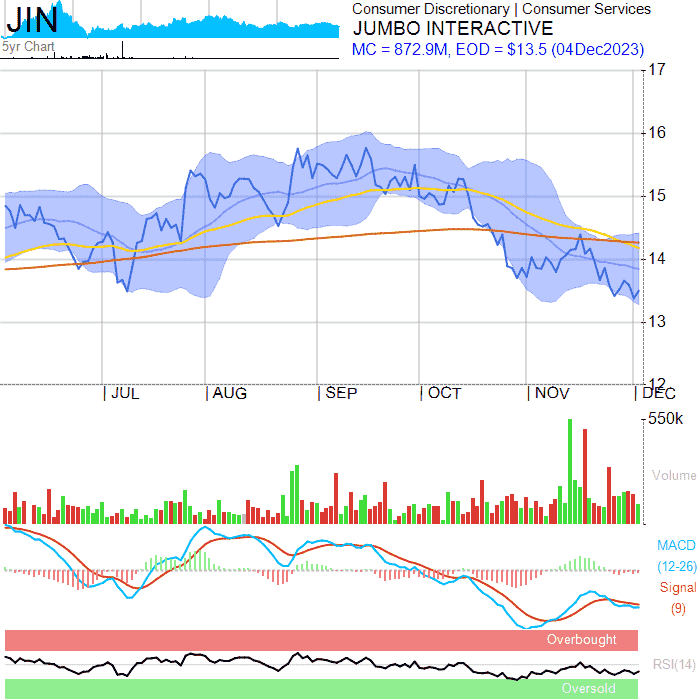 JIN
5yr Chart
Consumer Discretionary | Consumer Services
JUMBO INTERACTIVE
MC = 872.9M, EOD = $13.5 (04Dec2023)
17
16
15
14
13
12
| JUL | AUG | SEP | OCT | NOV | DEC
550k
Volume
MACD
(12-26)
Signal
(9)
Overbought
RSI(14)
Oversold